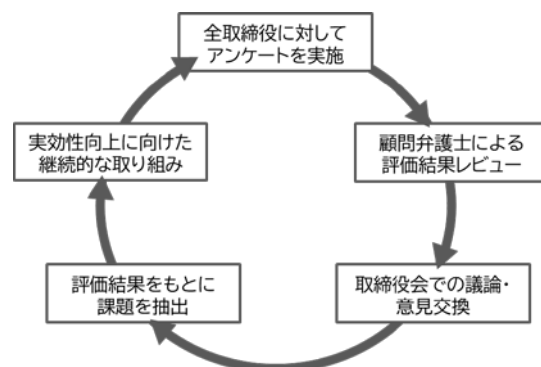 全取締役に対して
アンケートを実施
顧問弁護士による
評価結果レビュー
取締役会での議論・
意見交換
評価結果をもとに
課題を抽出
実効性向上に向けた
継続的な取り組み